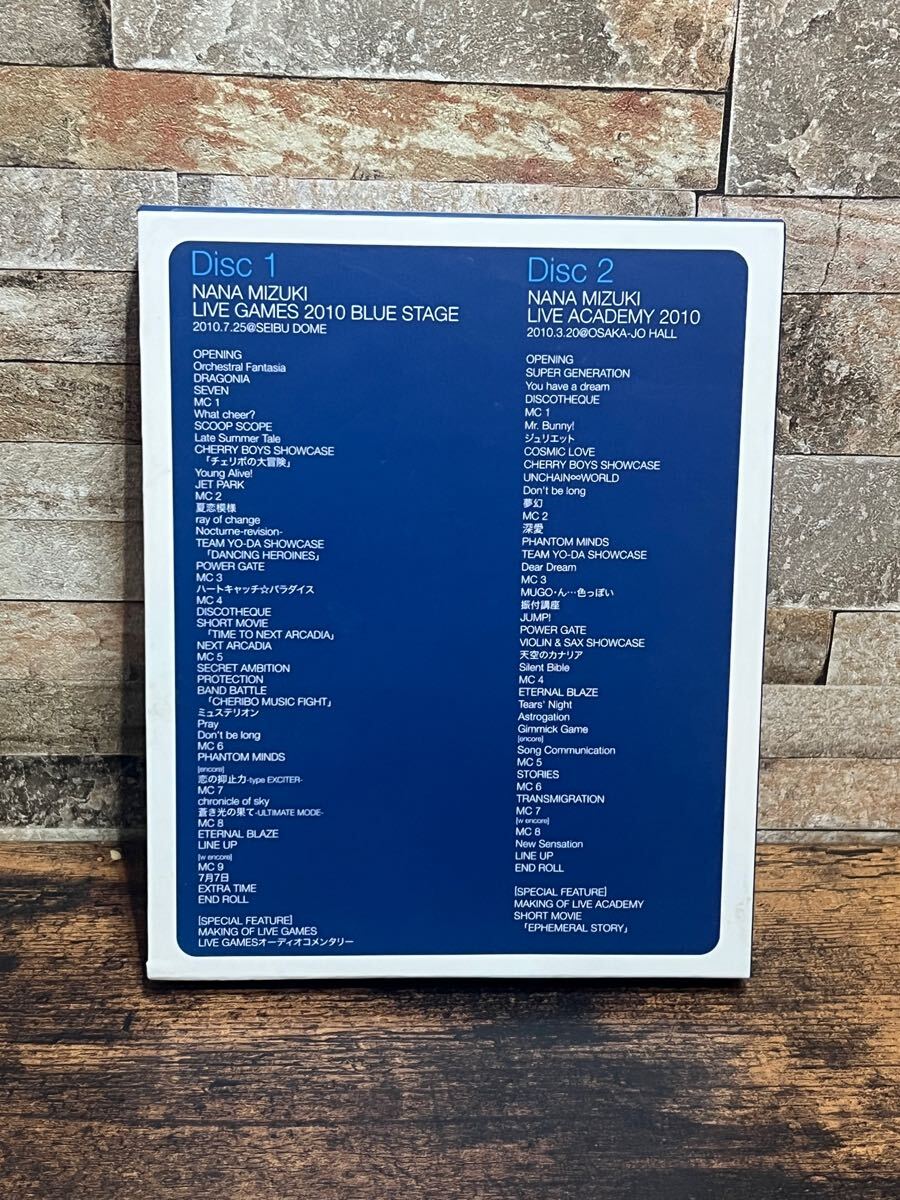 Disc 1
NANA MIZUKI
LIVE GAMES 2010 BLUE STAGE
2010.7.25@SEIBU DOME
OPENING
Orchestral Fantasia
DRAGONIA
SEVEN
MC 1
What cheer?
SCOOP SCOPE
Late Summer Tale
CHERRY BOYS SHOWCASE
「チェリボの大冒険」
Young Alive!
JET PARK
MC 2
夏恋模様
ray of change
Nocturne-revision-
TEAM YO-DA SHOWCASE
「DANCING HEROINES」
POWER GATE
MC 3
ハートキャッチ☆パラダイス
MC 4
DISCOTHEQUE
SHORT MOVIE
「TIME TO NEXT ARCADIA」
NEXT ARCADIA
MC 5
SECRET AMBITION
PROTECTION
BAND BATTLE
「CHERIBO MUSIC FIGHT」
ミュステリオン
Pray
Don't be long
MC 6
PHANTOM MINDS
[encore]
恋の抑止力-type EXCITER-
MC 7
chronicle of sky
蒼き光の果て-ULTIMATE MODE-
MC 8
ETERNAL BLAZE
LINE UP
[w encore]
MC 9
7月7日
EXTRA TIME
END ROLL
[SPECIAL FEATURE]
MAKING OF LIVE GAMES
LIVE GAMESオーディオコメンタリー
Disc 2
NANA MIZUKI
LIVE ACADEMY 2010
2010.3.20@OSAKA-JO HALL
OPENING
SUPER GENERATION
You have a dream
DISCOTHEQUE
MC 1
Mr. Bunny!
ジュリエット
COSMIC LOVE
CHERRY BOYS SHOWCASE
UNCHAIN∞WORLD
Don't be long
夢幻
MC 2
深愛
PHANTOM MINDS
TEAM YO-DA SHOWCASE
Dear Dream
MC 3
MUGO・ん…色っぽい
振付講座
JUMP!
POWER GATE
VIOLIN & SAX SHOWCASE
天空のカナリア
Silent Bible
MC 4
ETERNAL BLAZE
Tears' Night
Astrogation
Gimmick Game
[encore]
Song Communication
MC 5
STORIES
MC 6
TRANSMIGRATION
MC 7
[w encore]
MC 8
New Sensation
LINE UP
END ROLL
[SPECIAL FEATURE]
MAKING OF LIVE ACADEMY
SHORT MOVIE
「EPHEMERAL STORY」